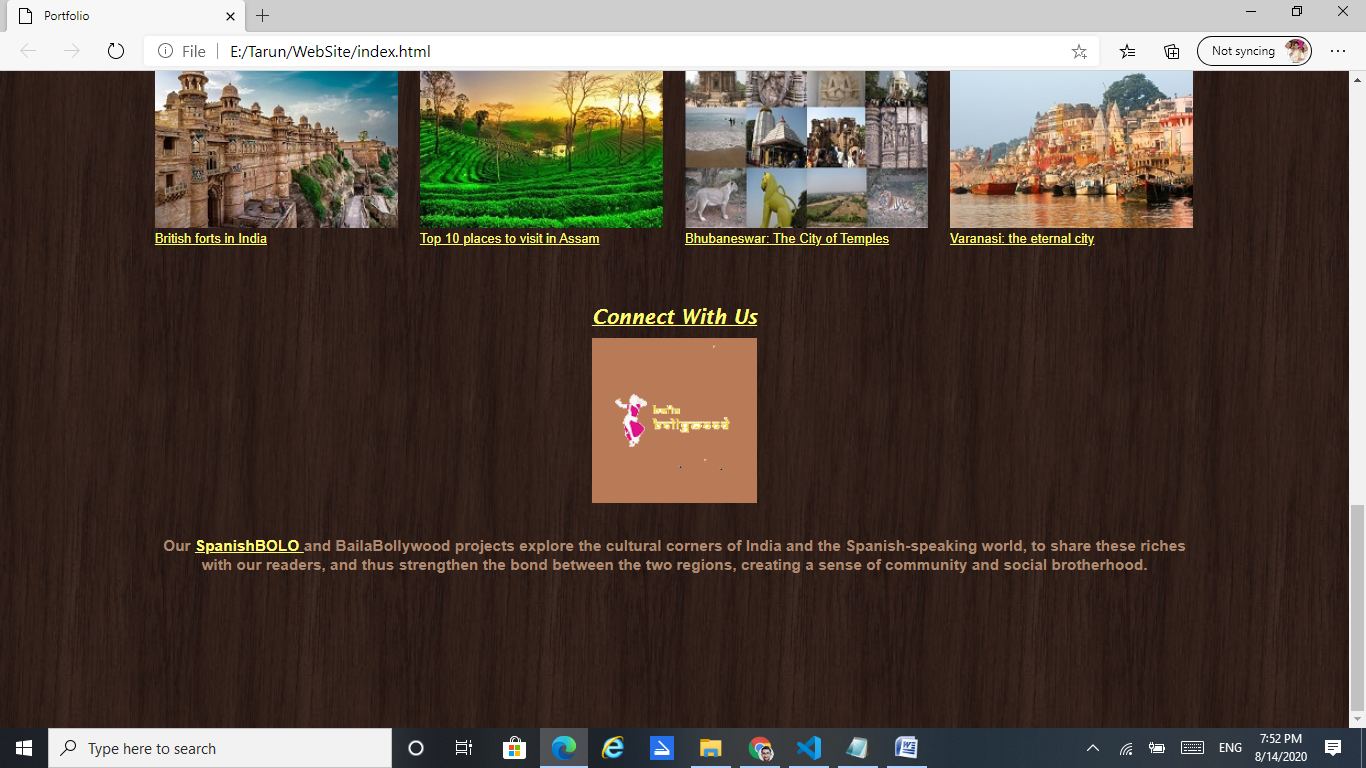 Portfolio
File
E:/Tarun/WebSite/index.html
Not syncing
British forts in India
Top 10 places to visit in Assam
Bhubaneswar: The City of Temples
Varanasi: the eternal city
Connect With Us
baila
bollywood
Our SpanishBOLO and BailaBollywood projects explore the cultural corners of India and the Spanish-speaking world, to share these riches
with our readers, and thus strengthen the bond between the two regions, creating a sense of community and social brotherhood.
Type here to search
ENG
7:52 PM
8/14/2020